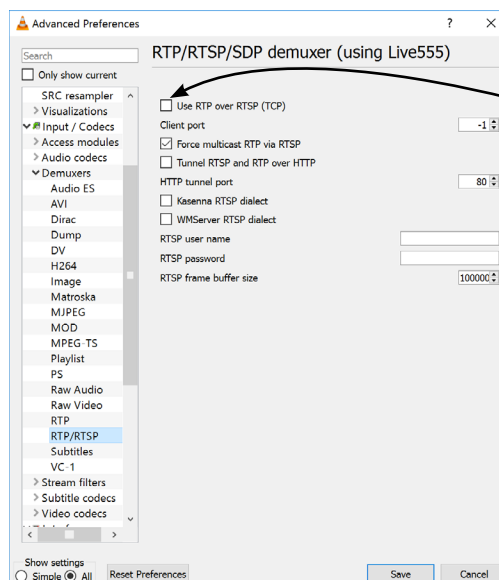 Advanced Preferences ? ×
Search
Only show current
SRC resampler
Visualizations
Input / Codecs
Access modules
Audio codecs
Demuxers
Audio ES
AVI
Dirac
Dump
DV
H264
Image
Matroska
MJPEG
MOD
MPEG-TS
Playlist
PS
Raw Audio
Raw Video
RTP
RTP/RTSP
Subtitles
VC-1
Stream filters
Subtitle codecs
Video codecs
RTP/RTSP/SDP demuxer (using Live555)
Use RTP over RTSP (TCP)
Client port -1
Force multicast RTP via RTSP
Tunnel RTSP and RTP over HTTP
HTTP tunnel port 80
Kasenna RTSP dialect
WMServer RTSP dialect
RTSP user name
RTSP password
RTSP frame buffer size 100000
Show settings
Simple All Reset Preferences Save Cancel